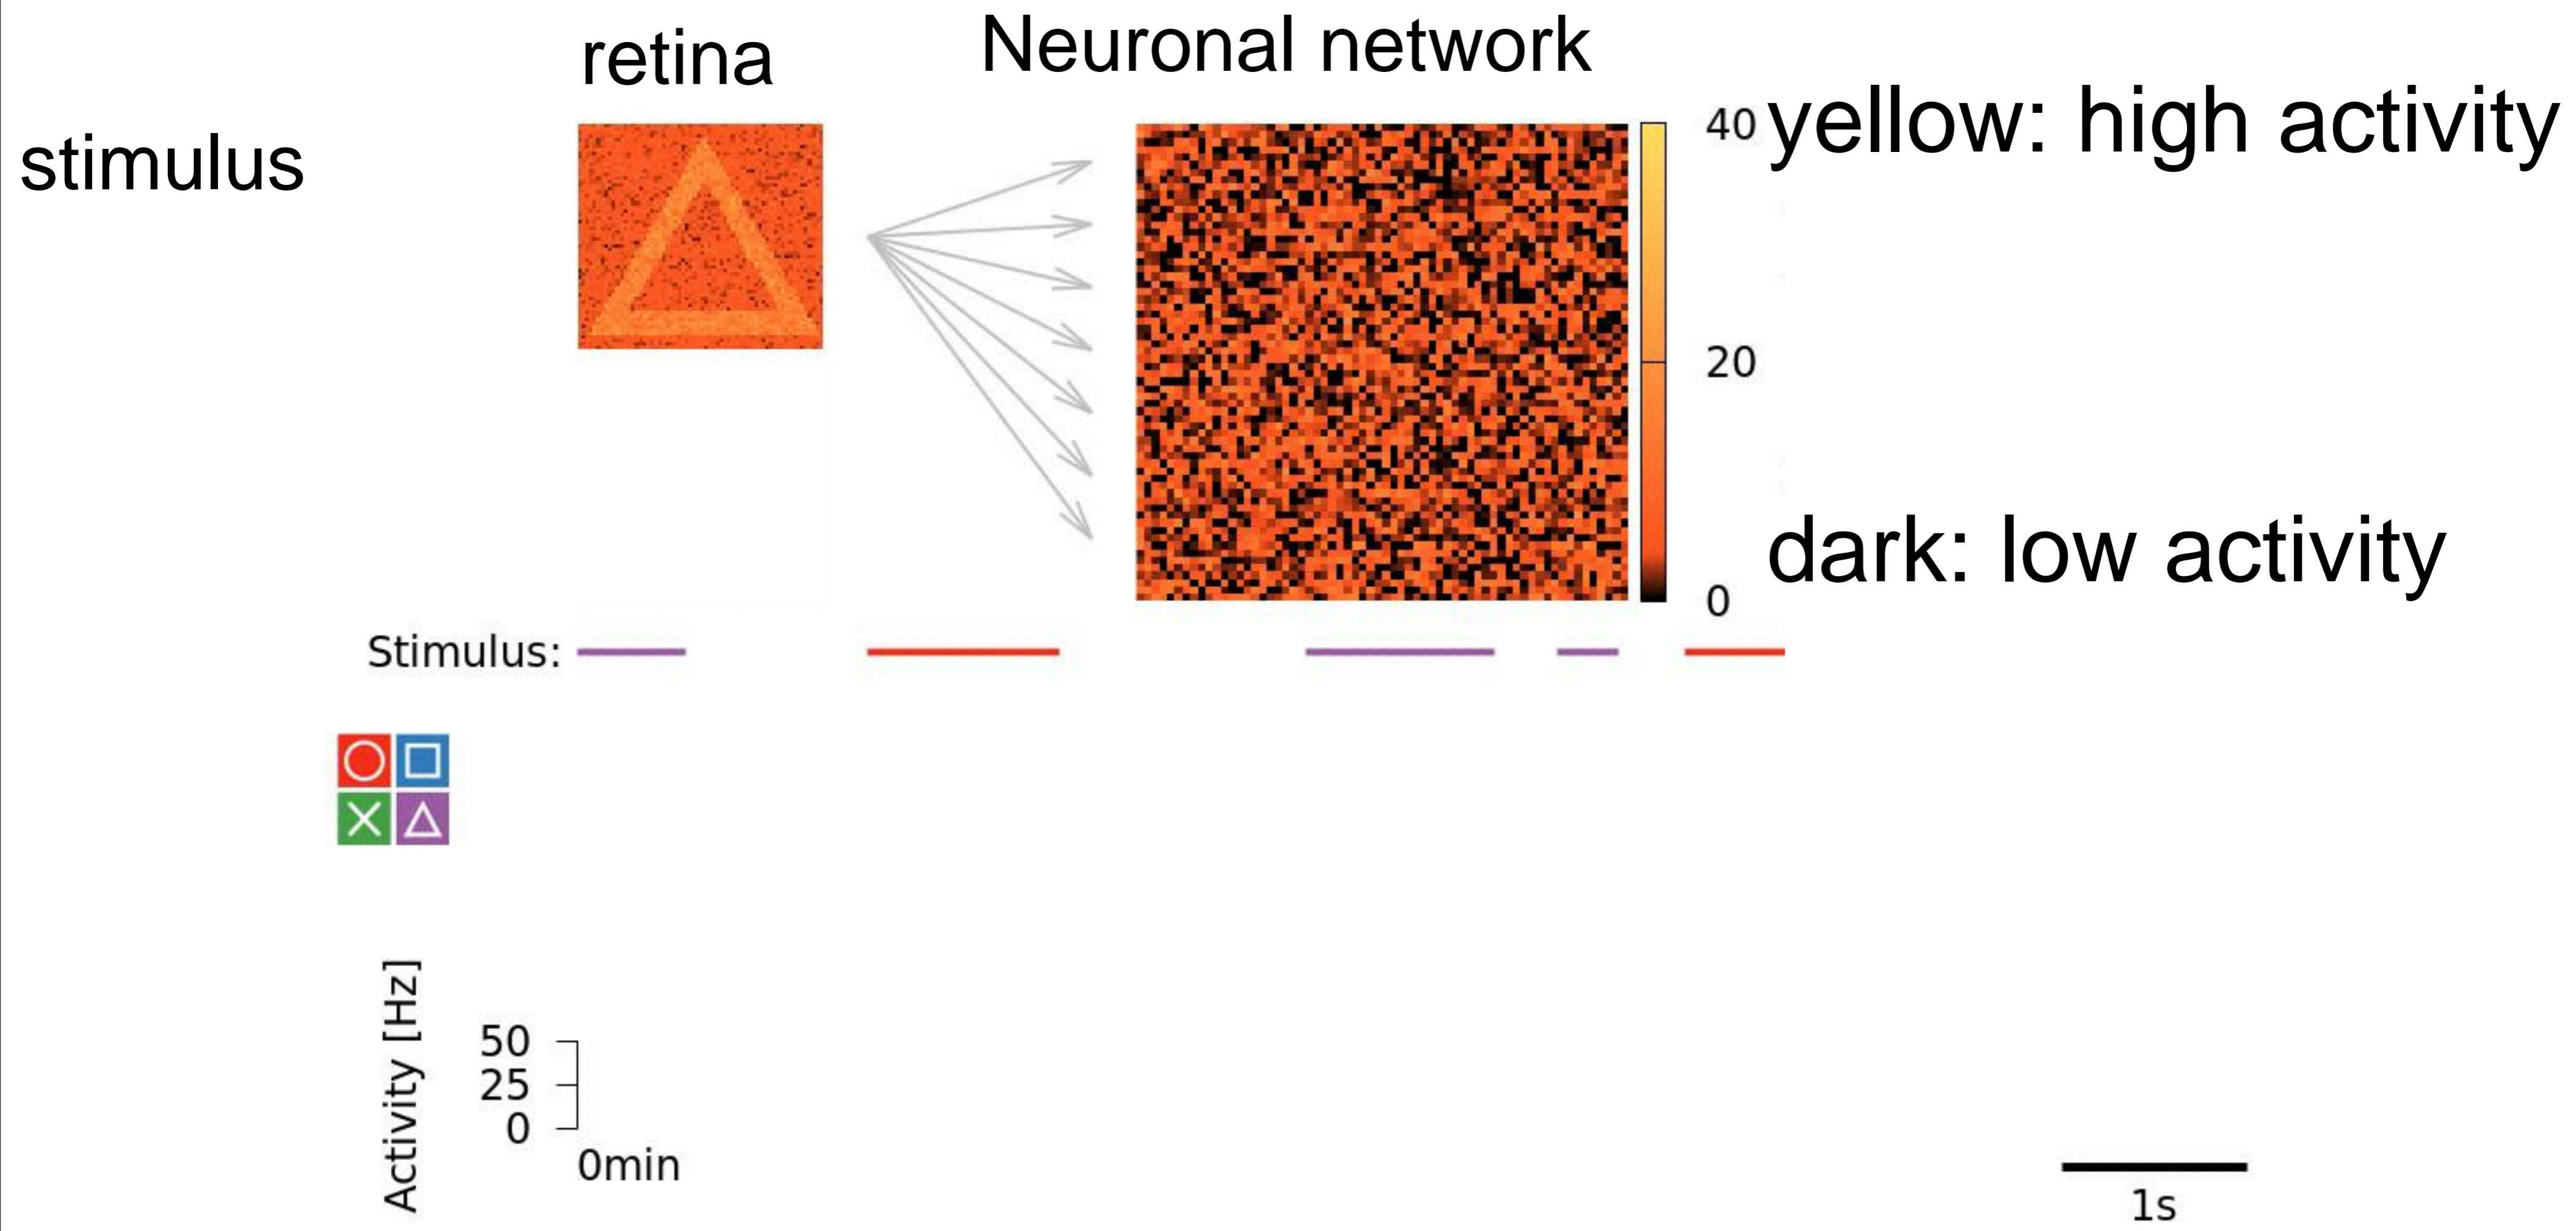 retina
Neuronal network
stimulus
40
yellow: high activity
20
dark: low activity
0
Stimulus:
Activity [Hz]
50
25
0
0min
1s